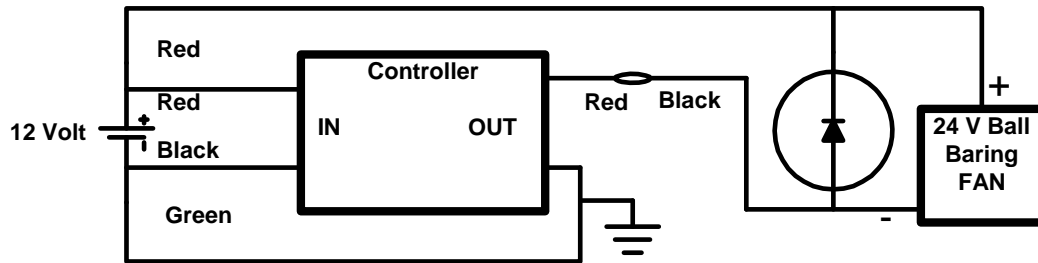 Red
Controller
Red
Red
Black
+
12 Volt
+
-
IN
OUT
24 V Ball
Baring
FAN
Black
Green
-